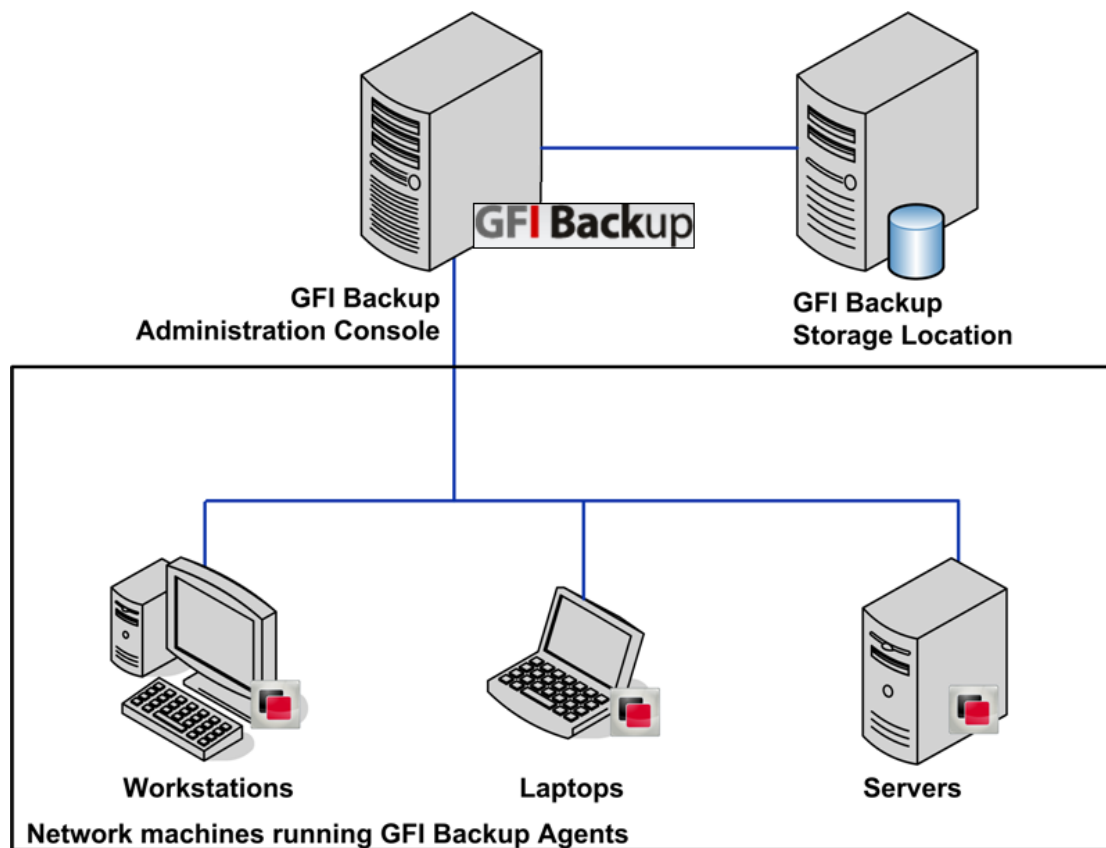 GFI Backup
GFI Backup
Administration Console
GFI Backup
Storage Location
Workstations
Laptops
Servers
Network machines running GFI Backup Agents